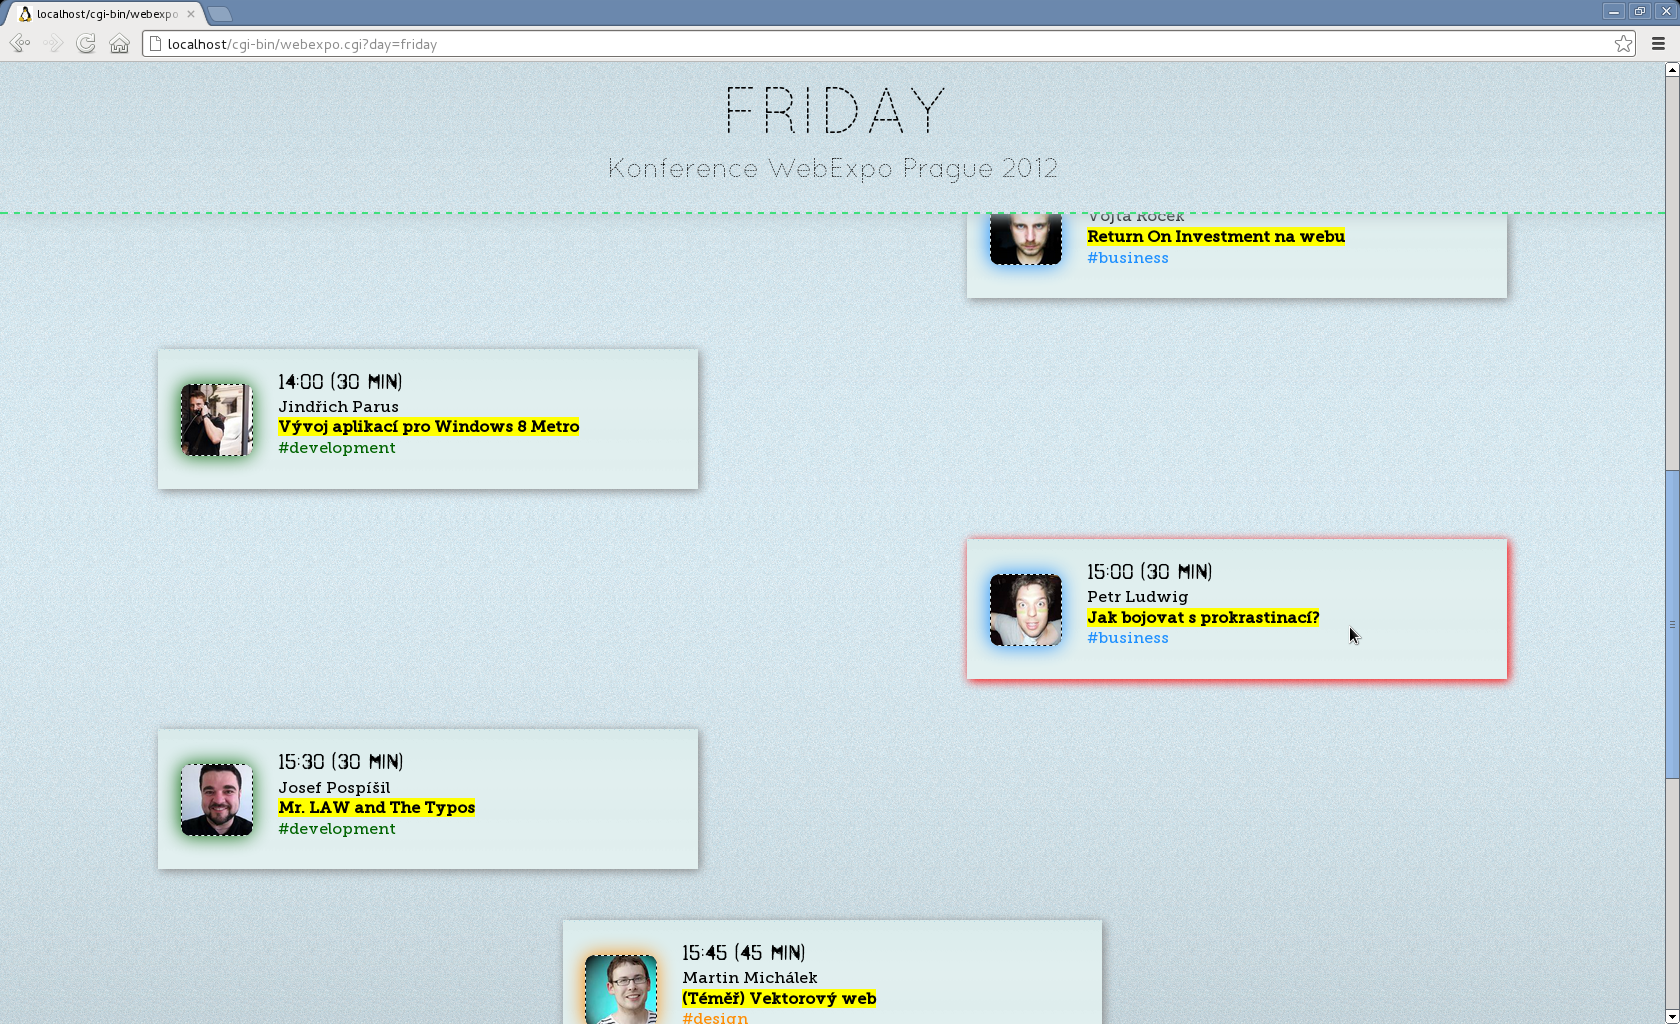 localhost/cgi-bin/webexpo
localhost/cgi-bin/webexpo.cgi?day=friday
FRIDAY
Konference WebExpo Prague 2012
Vojta Roček
Return On Investment na webu
#business
14:00 (30 MIN)
Jindřich Parus
Vývoj aplikací pro Windows 8 Metro
#development
15:00 (30 MIN)
Petr Ludwig
Jak bojovat s prokrastinací?
#business
15:30 (30 MIN)
Josef Pospíšil
Mr. LAW and The Typos
#development
15:45 (45 MIN)
Martin Michálek
(Téměř) Vektorový web
#design